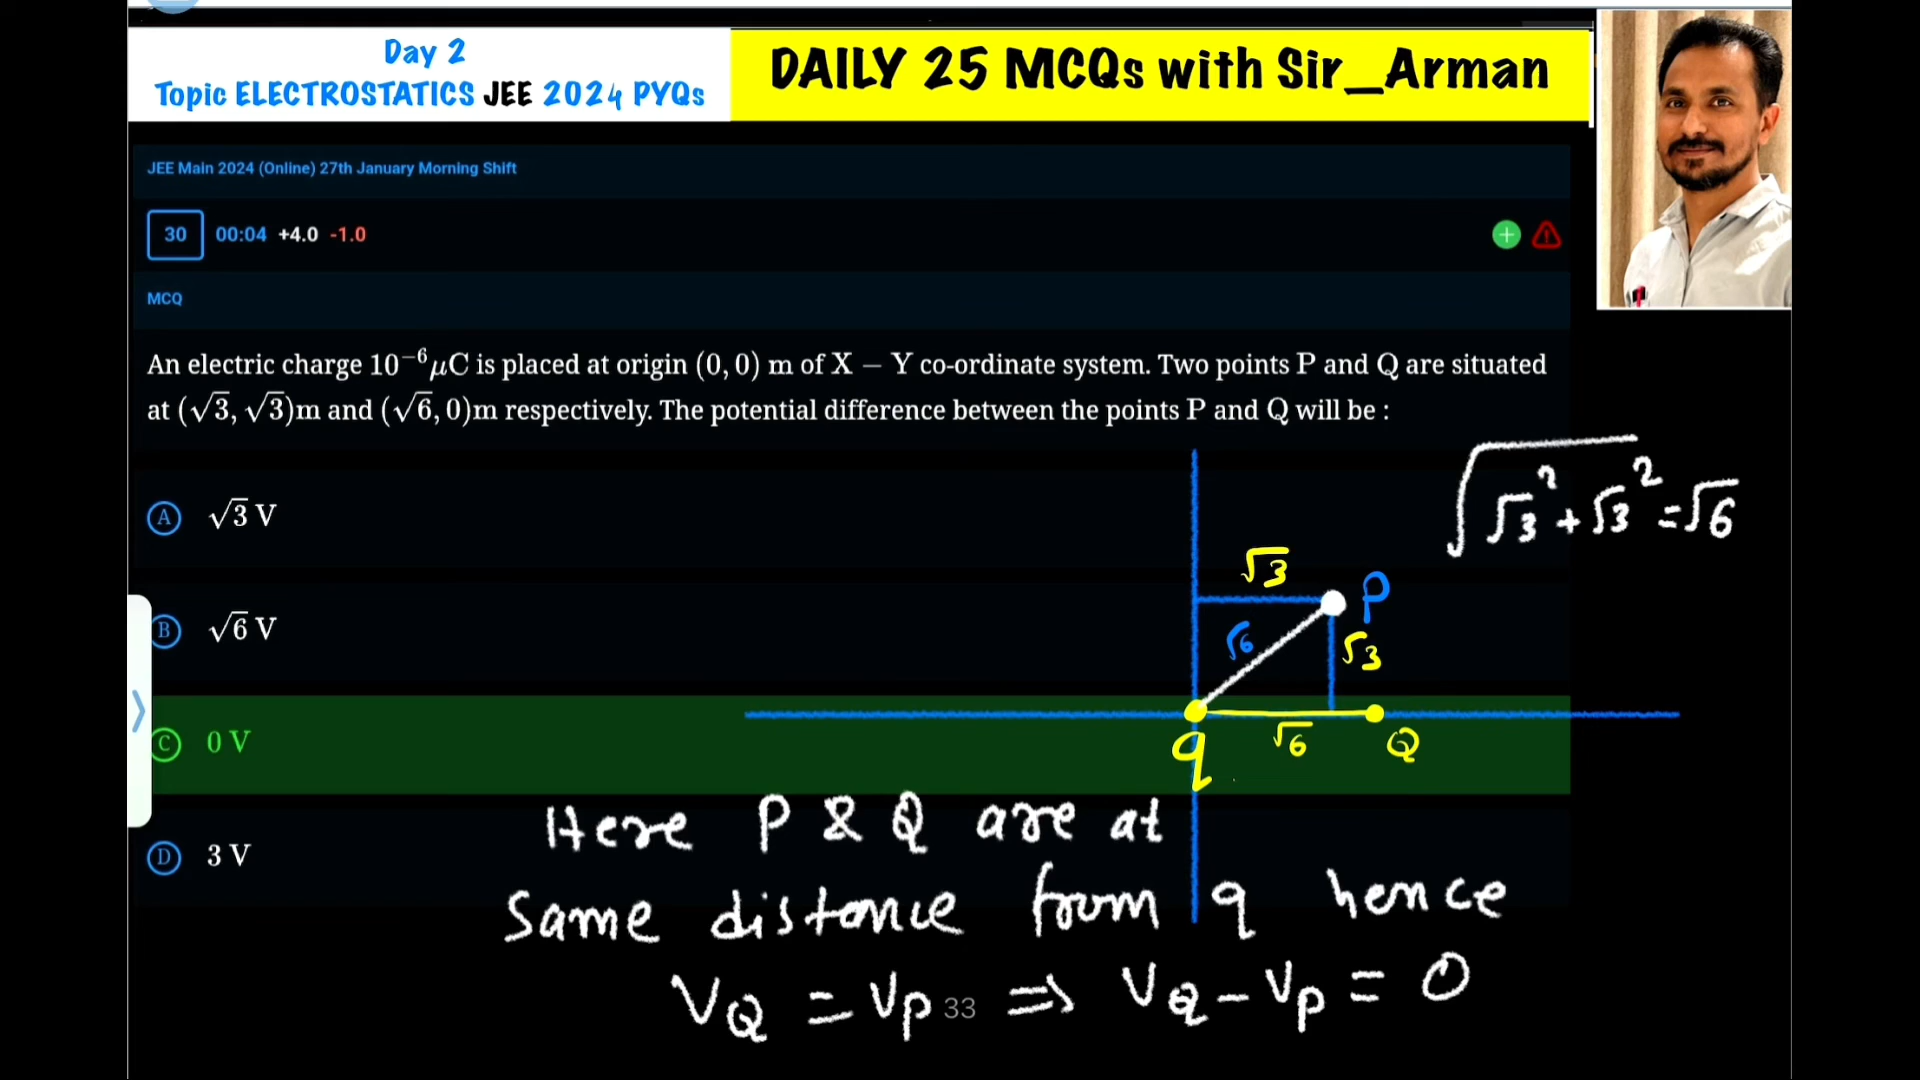 Day 2
Topic ELECTROSTATICS JEE 2024 PYQs
DAILY 25 MCQs with Sir_Arman
JEE Main 2024 (Online) 27th January Morning Shift
30 00:04 +4.0 -1.0
MCQ
An electric charge 10⁻⁶ μC is placed at origin (0, 0) m of X − Y co-ordinate system. Two points P and Q are situated
at (√3, √3)m and (√6, 0)m respectively. The potential difference between the points P and Q will be :
√(√3² + √3²) = √6
A √3 V
√3 P
B √6 V
√6 √3
C 0 V
q √6 Q
D 3 V
Here P & Q are at
Same distance from q hence
V_Q = V_P ⇒ V_Q − V_P = 0
33